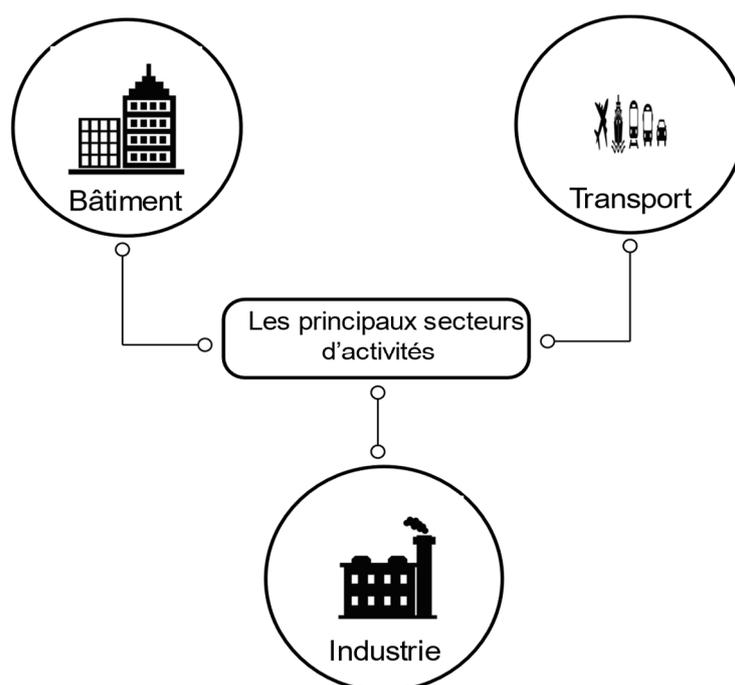 Bâtiment
Transport
Les principaux secteurs
d’activités
Industrie